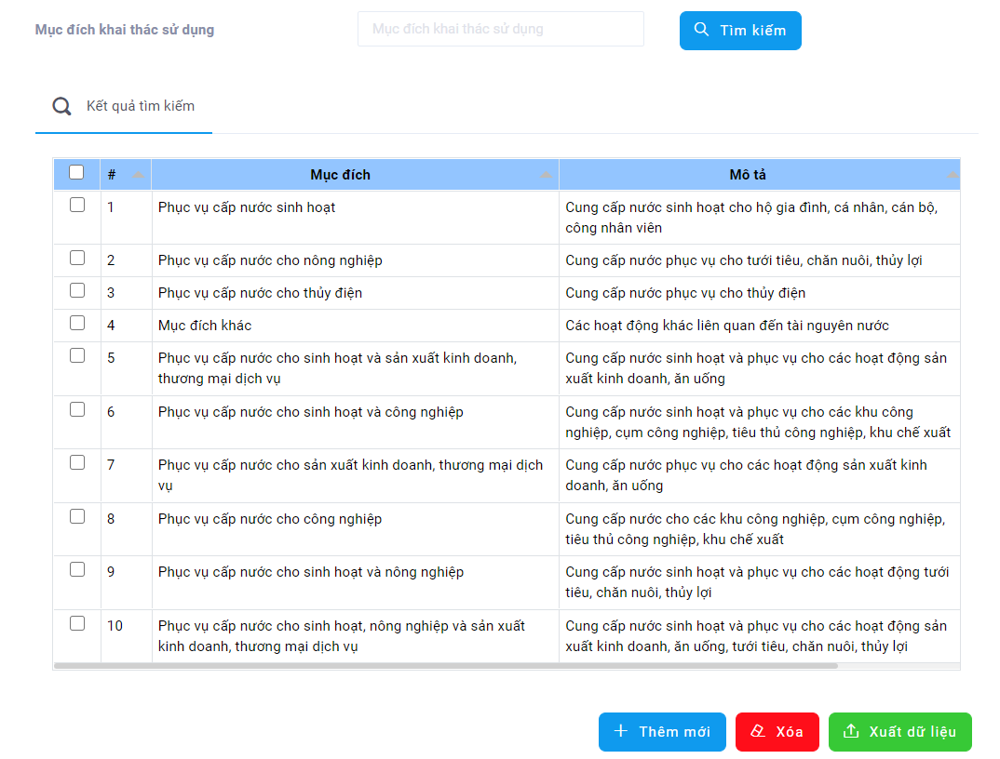 Mục đích khai thác sử dụng
Mục đích khai thác sử dụng
Tìm kiếm
Kết quả tìm kiếm
# Mục đích Mô tả
1 Phục vụ cấp nước sinh hoạt Cung cấp nước sinh hoạt cho hộ gia đình, cá nhân, cán bộ,
công nhân viên
2 Phục vụ cấp nước cho nông nghiệp Cung cấp nước phục vụ cho tưới tiêu, chăn nuôi, thủy lợi
3 Phục vụ cấp nước cho thủy điện Cung cấp nước phục vụ cho thủy điện
4 Mục đích khác Các hoạt động khác liên quan đến tài nguyên nước
5 Phục vụ cấp nước cho sinh hoạt và sản xuất kinh doanh, Cung cấp nước sinh hoạt và phục vụ cho các hoạt động sản
thương mại dịch vụ xuất kinh doanh, ăn uống
6 Phục vụ cấp nước cho sinh hoạt và công nghiệp Cung cấp nước sinh hoạt và phục vụ cho các khu công
nghiệp, cụm công nghiệp, tiêu thủ công nghiệp, khu chế xuất
7 Phục vụ cấp nước cho sản xuất kinh doanh, thương mại dịch Cung cấp nước phục vụ cho các hoạt động sản xuất kinh
vụ doanh, ăn uống
8 Phục vụ cấp nước cho công nghiệp Cung cấp nước cho các khu công nghiệp, cụm công nghiệp,
tiêu thủ công nghiệp, khu chế xuất
9 Phục vụ cấp nước cho sinh hoạt và nông nghiệp Cung cấp nước sinh hoạt và phục vụ cho các hoạt động tưới
tiêu, chăn nuôi, thủy lợi
10 Phục vụ cấp nước cho sinh hoạt, nông nghiệp và sản xuất Cung cấp nước sinh hoạt và phục vụ cho các hoạt động sản
kinh doanh, thương mại dịch vụ xuất kinh doanh, ăn uống, tưới tiêu, chăn nuôi, thủy lợi
Thêm mới Xóa Xuất dữ liệu